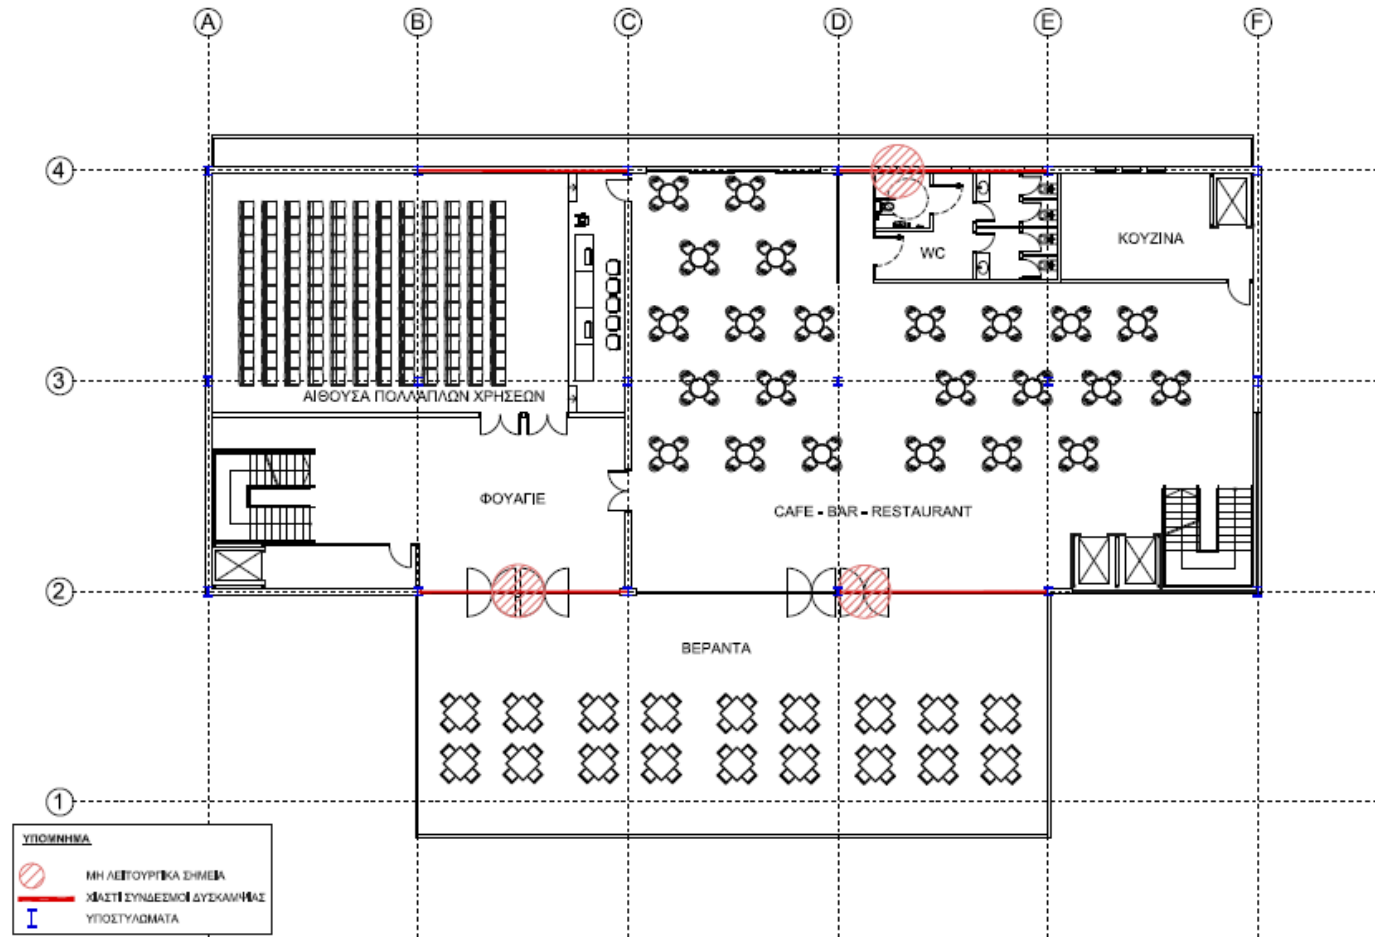 A B C D E F
4
WC
ΚΟΥΖΙΝΑ
3
ΑΙΘΟΥΣΑ ΠΟΛΛΑΠΛΩΝ ΧΡΗΣΕΩΝ
ΦΟΥΑΓΙΕ
CAFE - BAR - RESTAURANT
2
ΒΕΡΑΝΤΑ
1
ΥΠΟΜΝΗΜΑ
ΜΗ ΛΕΙΤΟΥΡΓΙΚΑ ΣΗΜΕΙΑ
ΧΙΑΣΤΙ ΣΥΝΔΕΣΜΟΙ ΔΥΣΚΑΜΨΙΑΣ
ΥΠΟΣΤΥΛΩΜΑΤΑ